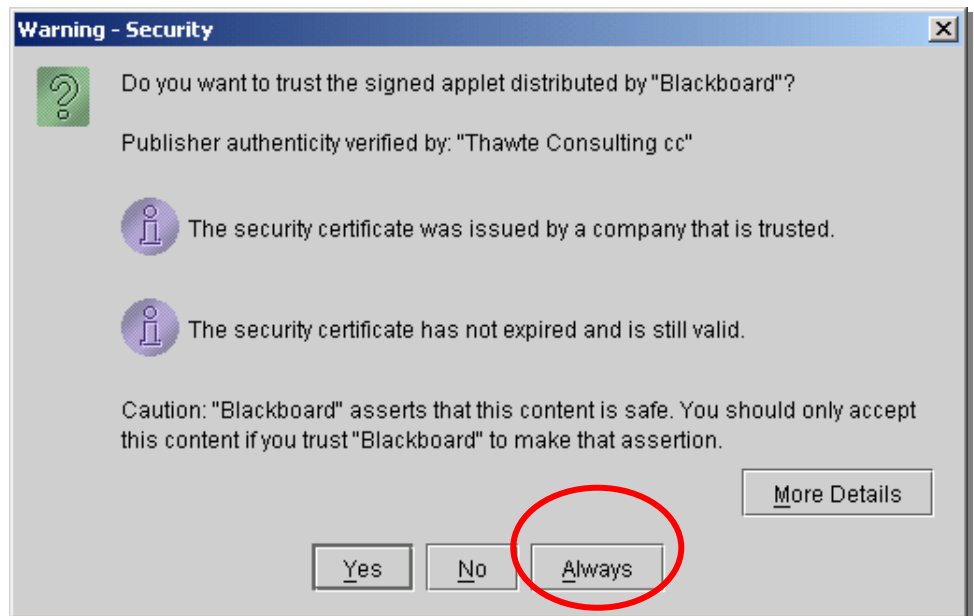 Warning - Security
Do you want to trust the signed applet distributed by "Blackboard"?
Publisher authenticity verified by: "Thawte Consulting cc"
The security certificate was issued by a company that is trusted.
The security certificate has not expired and is still valid.
Caution: "Blackboard" asserts that this content is safe. You should only accept
this content if you trust "Blackboard" to make that assertion.
More Details
Yes No Always